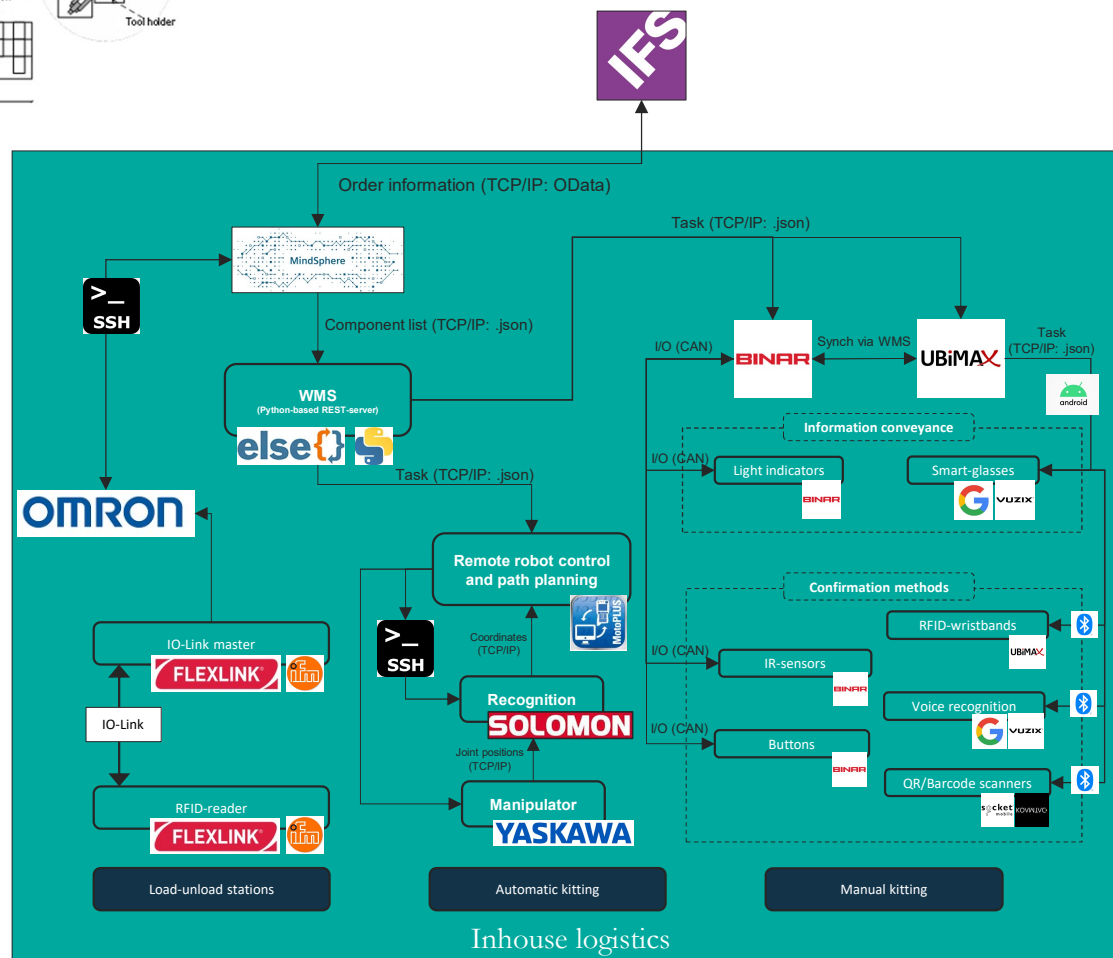 Tool holder
IFS
Order information (TCP/IP: OData)
Task (TCP/IP: .json)
MindSphere
>_
SSH
Component list (TCP/IP: .json)
I/O (CAN)
BINAR
Synch via WMS
UBiMAX
Task
(TCP/IP: .json)
android
WMS
(Python-based REST-server)
else{}
Information conveyance
I/O (CAN)
Light indicators
BINAR
Smart-glasses
G
VUZIX
Task (TCP/IP: .json)
OMRON
Remote robot control
and path planning
MotoPLUS
>_
SSH
Coordinates
(TCP/IP)
Confirmation methods
RFID-wristbands
UBiMAX
IO-Link master
FLEXLINK®
ifm
I/O (CAN)
IR-sensors
BINAR
Recognition
SOLOMON
Voice recognition
G
VUZIX
IO-Link
I/O (CAN)
Buttons
BINAR
Joint positions
(TCP/IP)
QR/Barcode scanners
socket
mobile
RFID-reader
FLEXLINK®
ifm
Manipulator
YASKAWA
Load-unload stations
Automatic kitting
Manual kitting
Inhouse logistics